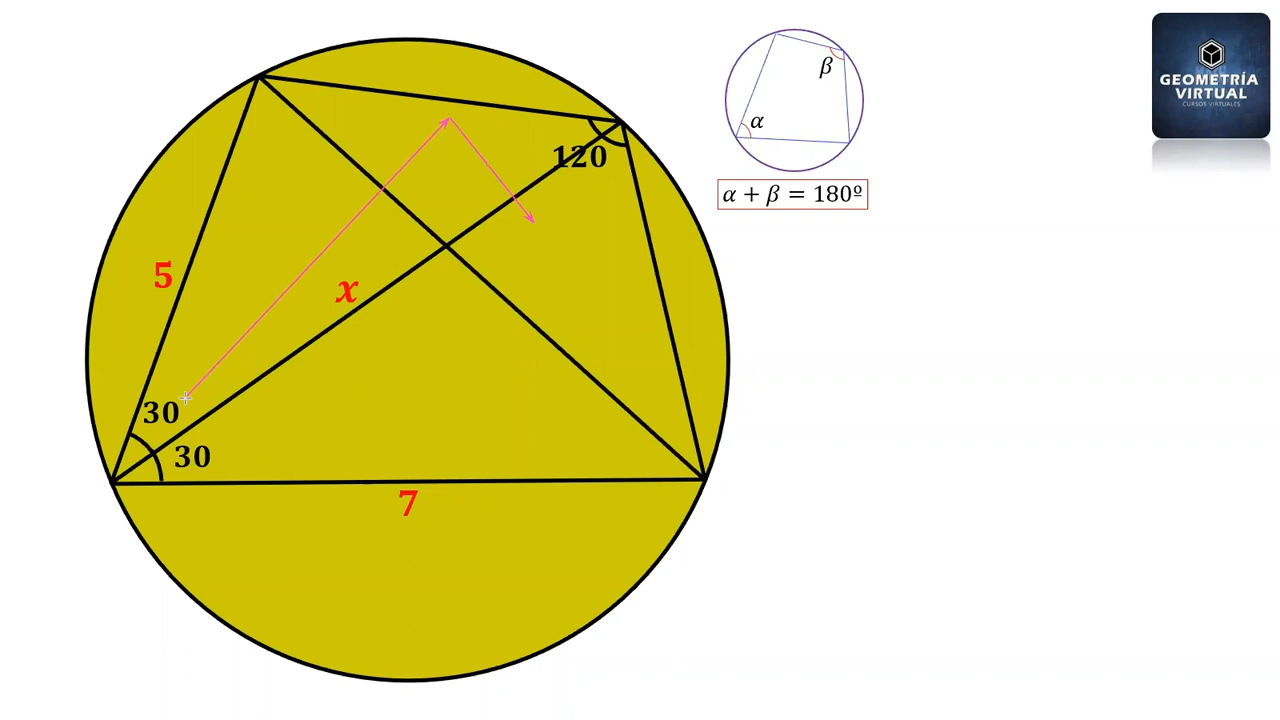 β
GEOMETRÍA
VIRTUAL
CURSOS VIRTUALES
α
120
α + β = 180º
5
x
30
30
7